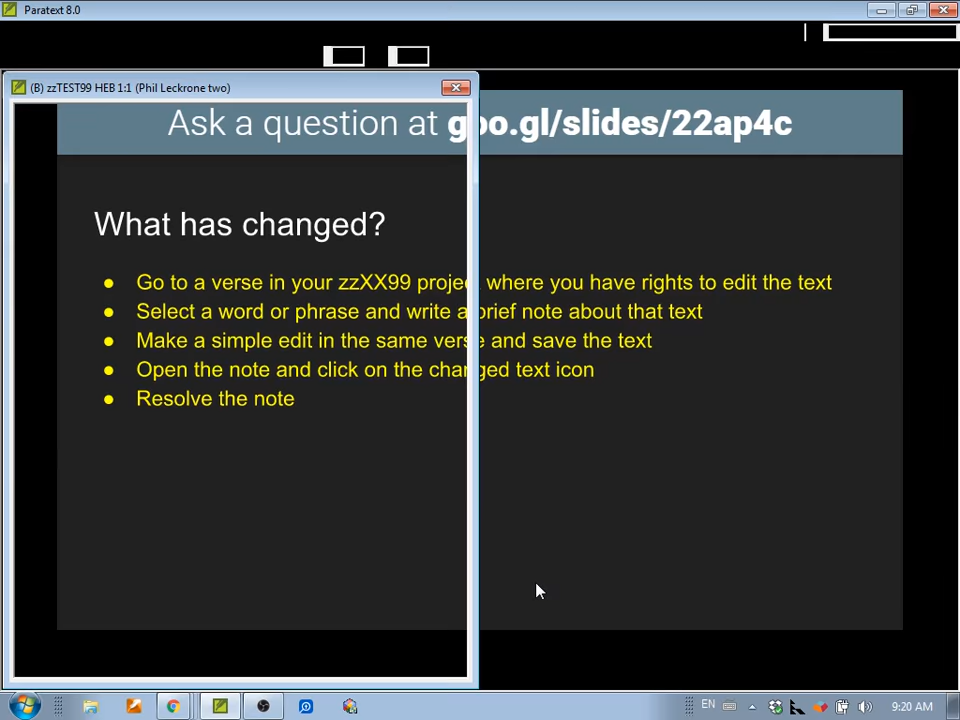 Paratext 8.0
(B) zzTEST99 HEB 1:1 (Phil Leckrone two)
Ask a question at goo.gl/slides/22ap4c
What has changed?
● Go to a verse in your zzXX99 project where you have rights to edit the text
● Select a word or phrase and write a brief note about that text
● Make a simple edit in the same verse and save the text
● Open the note and click on the changed text icon
● Resolve the note
EN
9:20 AM